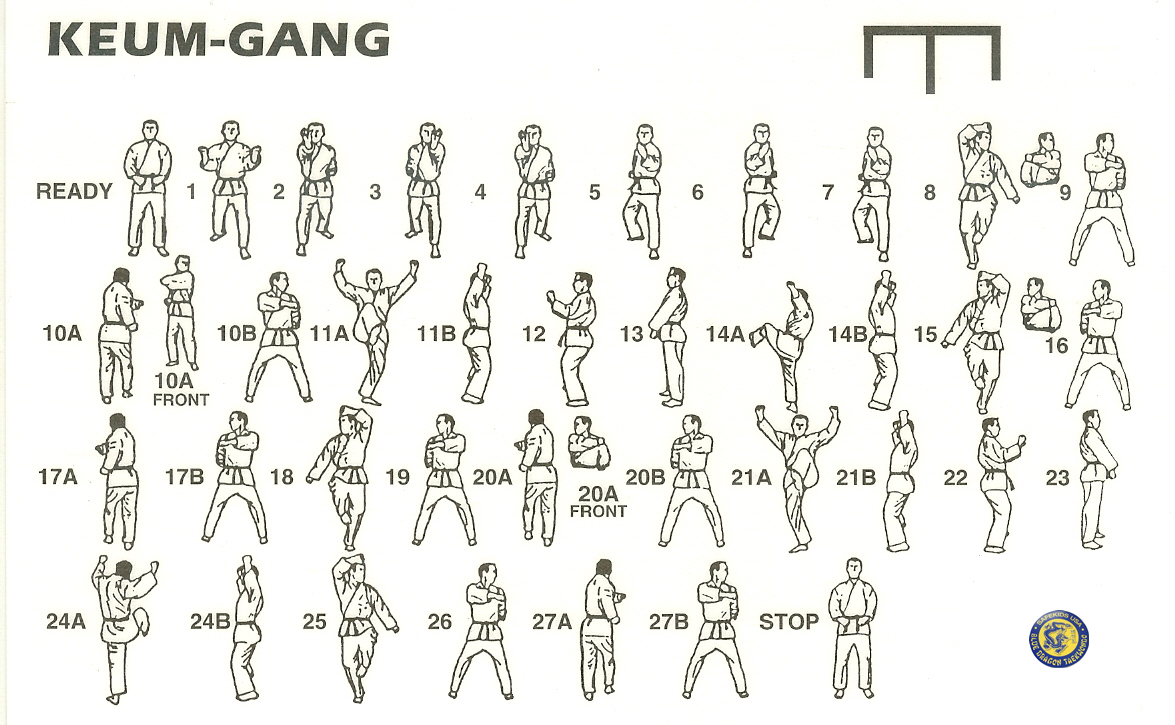 KEUM-GANG
READY 1 2 3 4 5 6 7 8 9
10A 10A FRONT 10B 11A 11B 12 13 14A 14B 15 16
17A 17B 18 19 20A 20A FRONT 20B 21A 21B 22 23
24A 24B 25 26 27A 27B STOP
SAFEKIDS USA
BLUE DRAGON TAEKWONDO